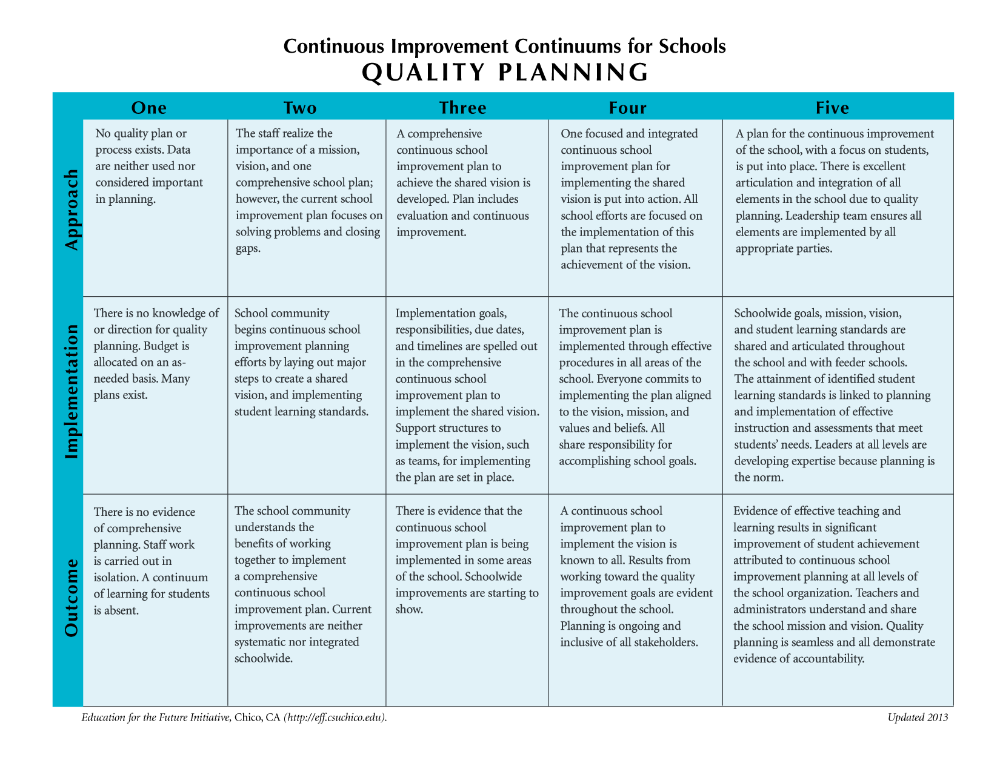 Continuous Improvement Continuums for Schools
QUALITY PLANNING
One
Two
Three
Four
Five
Approach
No quality plan or
process exists. Data
are neither used nor
considered important
in planning.
The staff realize the
importance of a mission,
vision, and one
comprehensive school plan;
however, the current school
improvement plan focuses on
solving problems and closing
gaps.
A comprehensive
continuous school
improvement plan to
achieve the shared vision is
developed. Plan includes
evaluation and continuous
improvement.
One focused and integrated
continuous school
improvement plan for
implementing the shared
vision is put into action. All
school efforts are focused on
the implementation of this
plan that represents the
achievement of the vision.
A plan for the continuous improvement
of the school, with a focus on students,
is put into place. There is excellent
articulation and integration of all
elements in the school due to quality
planning. Leadership team ensures all
elements are implemented by all
appropriate parties.
Implementation
There is no knowledge of
or direction for quality
planning. Budget is
allocated on an as-
needed basis. Many
plans exist.
School community
begins continuous school
improvement planning
efforts by laying out major
steps to create a shared
vision, and implementing
student learning standards.
Implementation goals,
responsibilities, due dates,
and timelines are spelled out
in the comprehensive
continuous school
improvement plan to
implement the shared vision.
Support structures to
implement the vision, such
as teams, for implementing
the plan are set in place.
The continuous school
improvement plan is
implemented through effective
procedures in all areas of the
school. Everyone commits to
implementing the plan aligned
to the vision, mission, and
values and beliefs. All
share responsibility for
accomplishing school goals.
Schoolwide goals, mission, vision,
and student learning standards are
shared and articulated throughout
the school and with feeder schools.
The attainment of identified student
learning standards is linked to planning
and implementation of effective
instruction and assessments that meet
students’ needs. Leaders at all levels are
developing expertise because planning is
the norm.
Outcome
There is no evidence
of comprehensive
planning. Staff work
is carried out in
isolation. A continuum
of learning for students
is absent.
The school community
understands the
benefits of working
together to implement
a comprehensive
continuous school
improvement plan. Current
improvements are neither
systematic nor integrated
schoolwide.
There is evidence that the
continuous school
improvement plan is being
implemented in some areas
of the school. Schoolwide
improvements are starting to
show.
A continuous school
improvement plan to
implement the vision is
known to all. Results from
working toward the quality
improvement goals are evident
throughout the school.
Planning is ongoing and
inclusive of all stakeholders.
Evidence of effective teaching and
learning results in significant
improvement of student achievement
attributed to continuous school
improvement planning at all levels of
the school organization. Teachers and
administrators understand and share
the school mission and vision. Quality
planning is seamless and all demonstrate
evidence of accountability.
Education for the Future Initiative, Chico, CA (http://eff.csuchico.edu).
Updated 2013